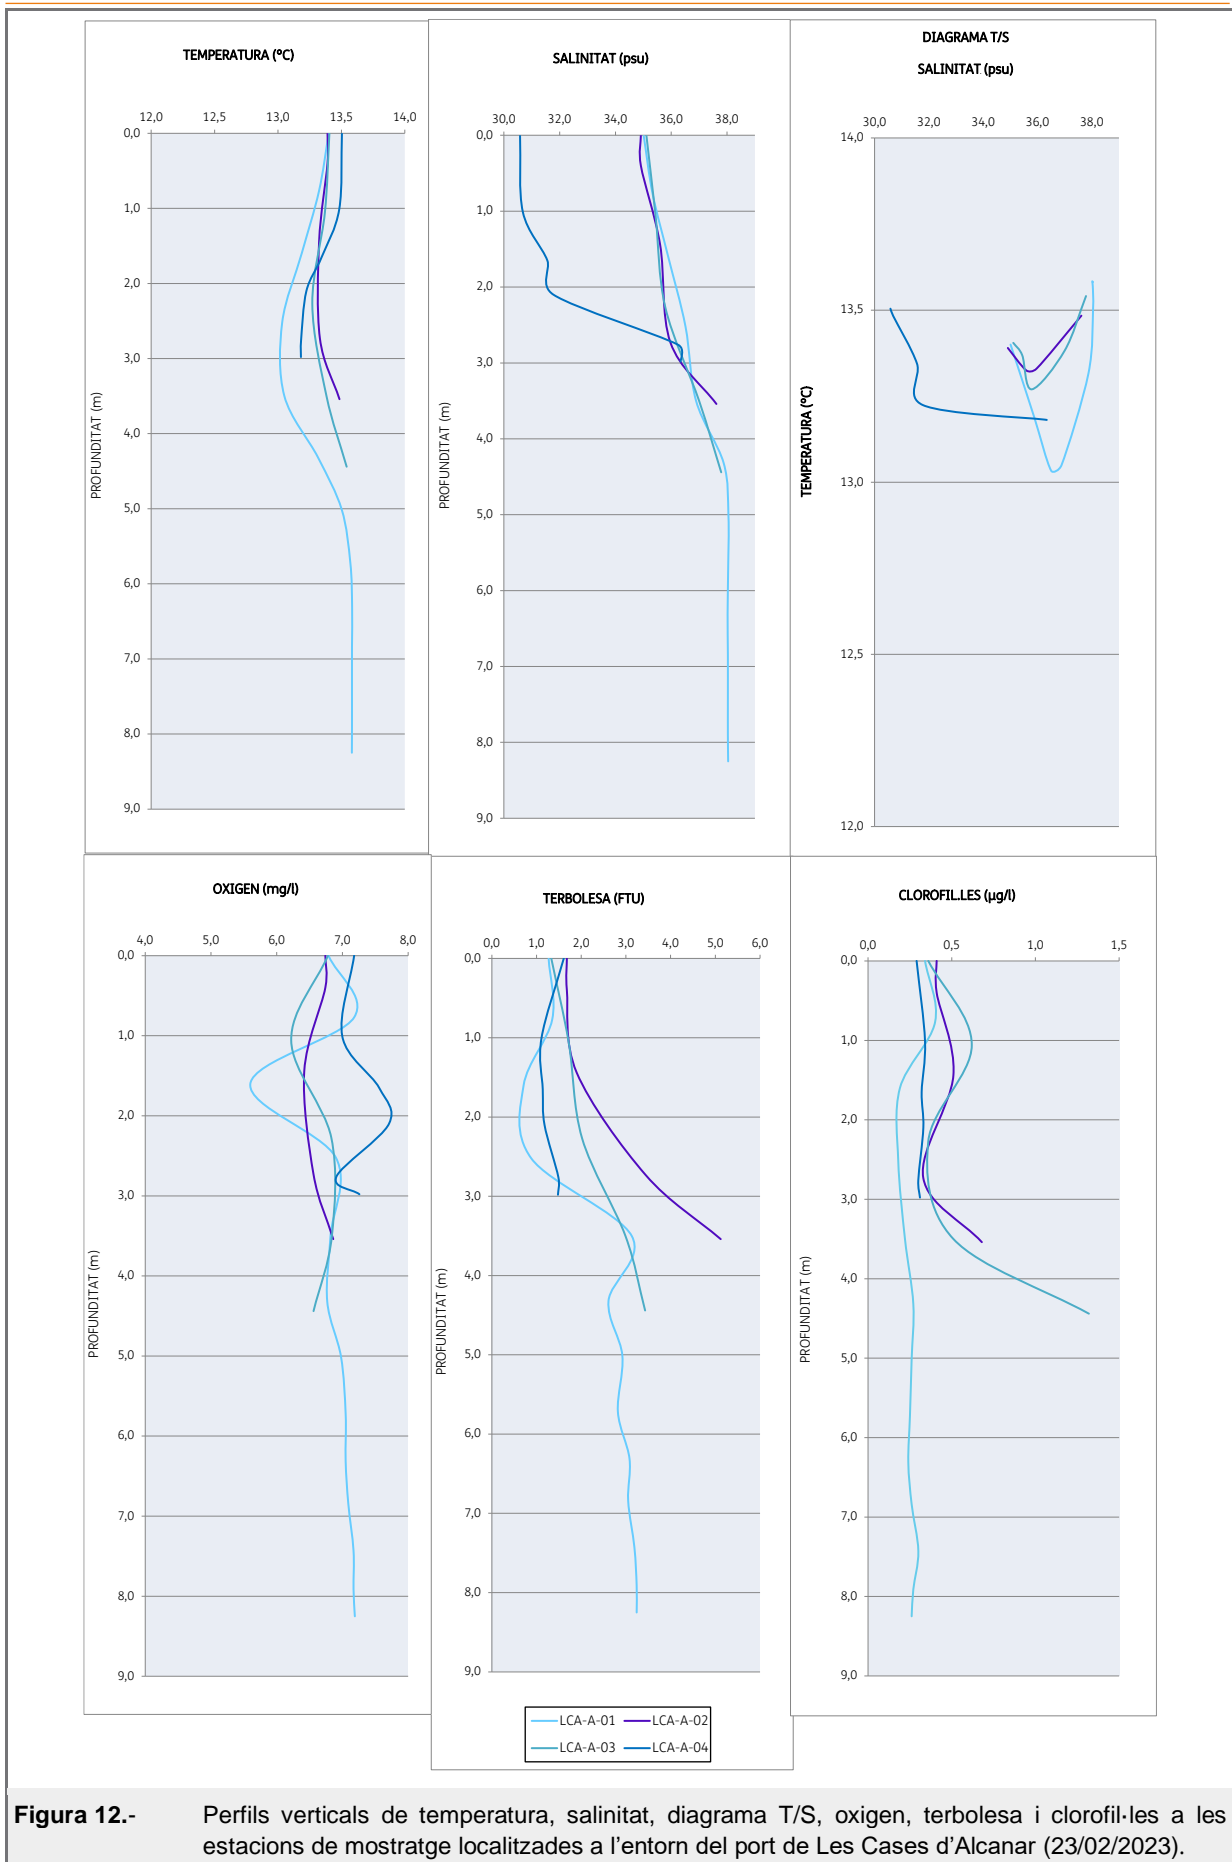 TEMPERATURA (ºC)
12,0 12,5 13,0 13,5 14,0
0,0
1,0
2,0
3,0
4,0
5,0
6,0
7,0
8,0
9,0
PROFUNDITAT (m)
SALINITAT (psu)
30,0 32,0 34,0 36,0 38,0
0,0
1,0
2,0
3,0
4,0
5,0
6,0
7,0
8,0
9,0
PROFUNDITAT (m)
DIAGRAMA T/S
SALINITAT (psu)
30,0 32,0 34,0 36,0 38,0
14,0
13,5
13,0
12,5
12,0
TEMPERATURA (ºC)
OXIGEN (mg/l)
4,0 5,0 6,0 7,0 8,0
0,0
1,0
2,0
3,0
4,0
5,0
6,0
7,0
8,0
9,0
PROFUNDITAT (m)
TERBOLESA (FTU)
0,0 1,0 2,0 3,0 4,0 5,0 6,0
0,0
1,0
2,0
3,0
4,0
5,0
6,0
7,0
8,0
9,0
PROFUNDITAT (m)
LCA-A-01 LCA-A-02
LCA-A-03 LCA-A-04
CLOROFIL.LES (µg/l)
0,0 0,5 1,0 1,5
0,0
1,0
2,0
3,0
4,0
5,0
6,0
7,0
8,0
9,0
PROFUNDITAT (m)
Figura 12.- Perfils verticals de temperatura, salinitat, diagrama T/S, oxigen, terbolesa i clorofil·les a les
estacions de mostratge localitzades a l'entorn del port de Les Cases d'Alcanar (23/02/2023).